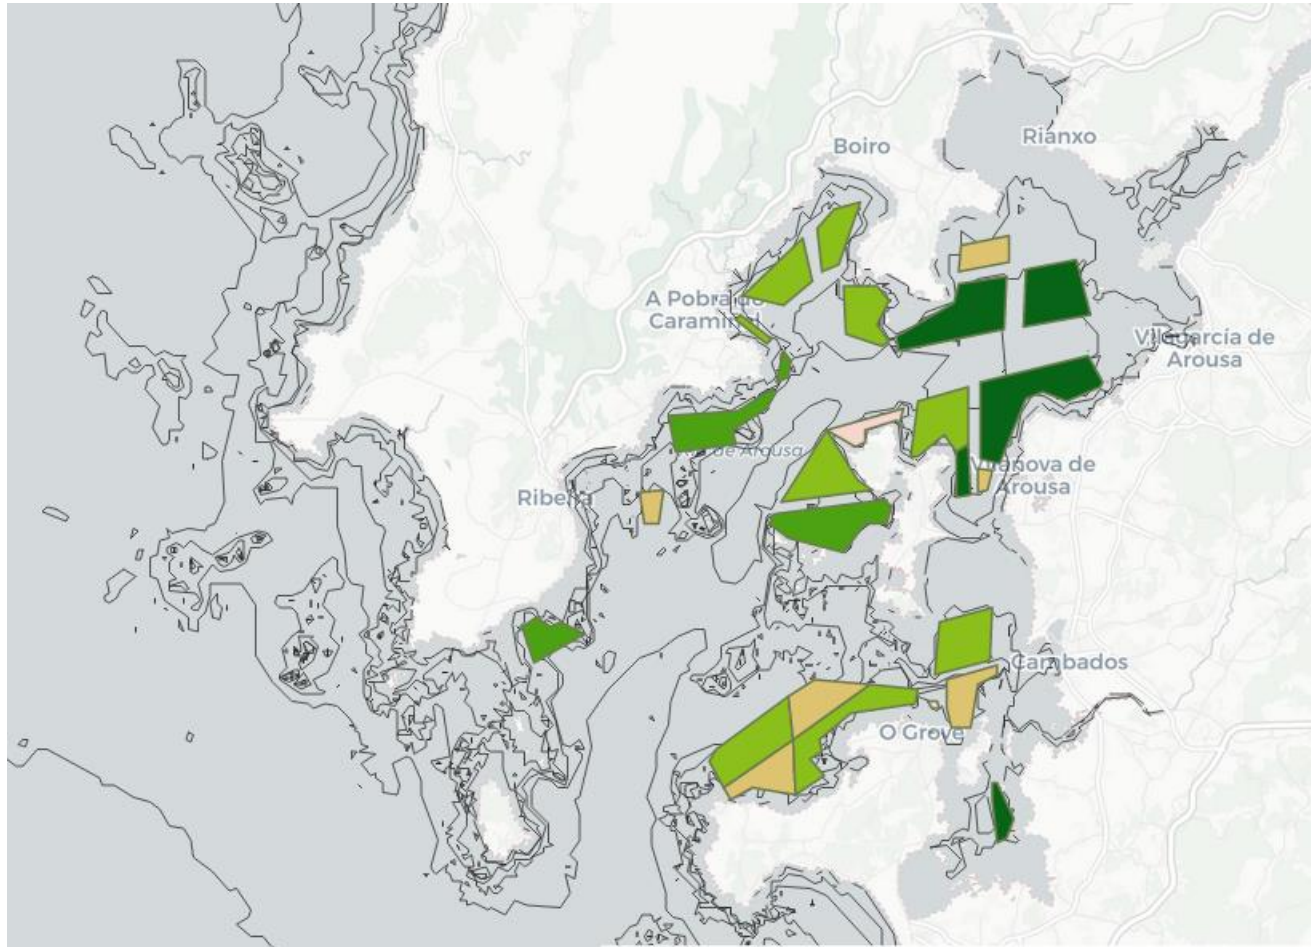 Boiro
Rianxo
A Pobra do
Caramiñal
Vilagarcía de
Arousa
de Arousa
Vilanova de
Arousa
Ribeira
Cambados
O Grove